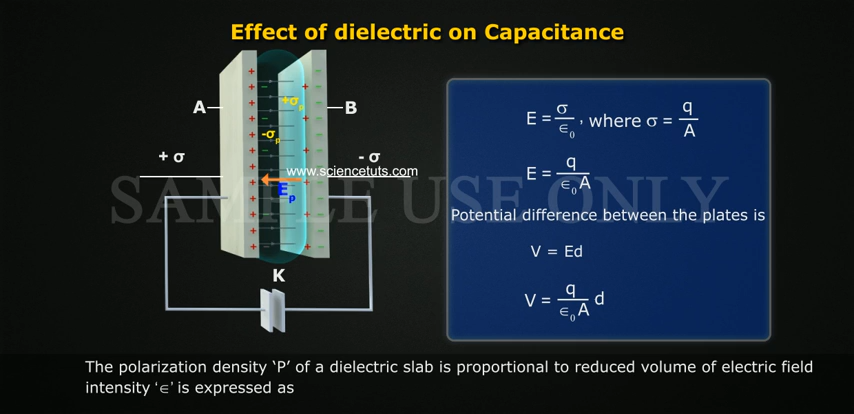 Effect of dielectric on Capacitance
A
B
+σₚ
-σₚ
+ σ
- σ
www.sciencetuts.com
Eₚ
K
E = σ/∈₀, where σ = q/A
E = q/∈₀A
SAMPLE USE ONLY
Potential difference between the plates is
V = Ed
V = q/∈₀A d
The polarization density ‘P’ of a dielectric slab is proportional to reduced volume of electric field
intensity ‘∈’ is expressed as